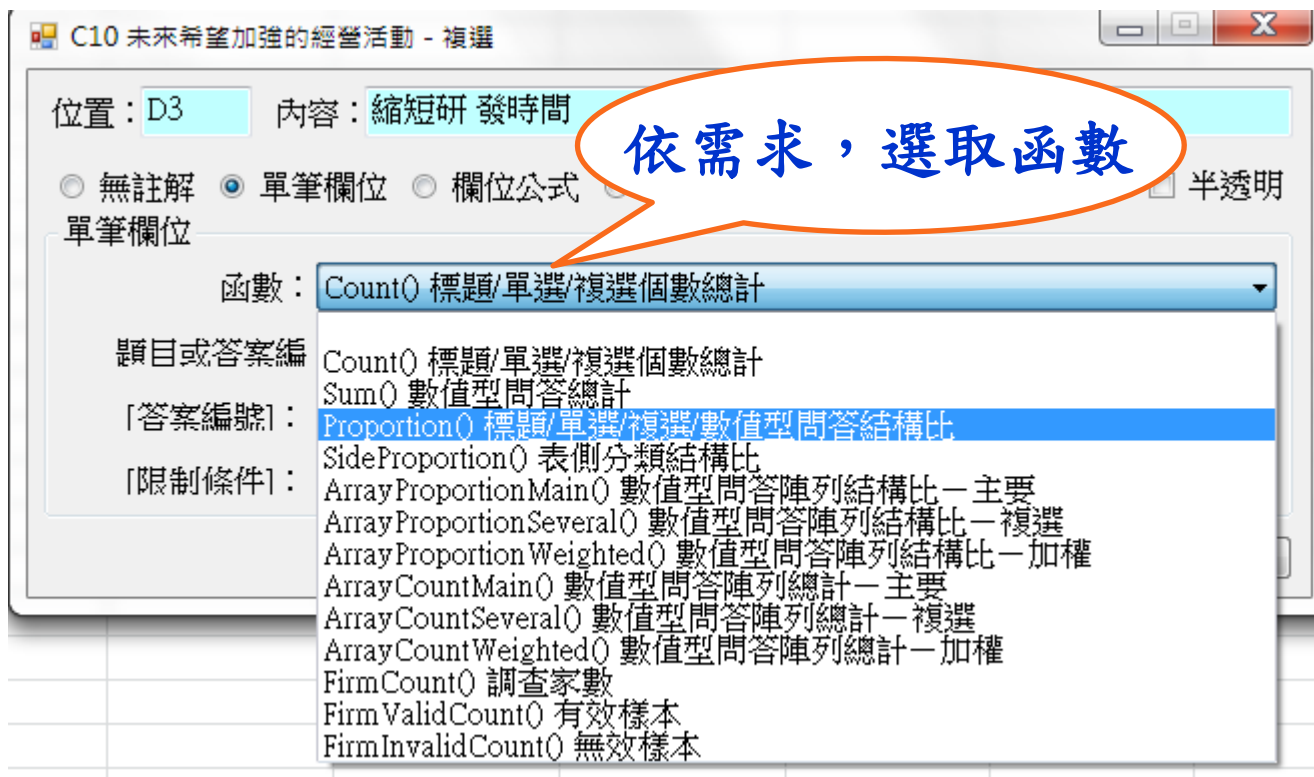 C10 未來希望加強的經營活動 - 複選
位置：D3 內容：縮短研 發時間
依需求，選取函數
無註解 單筆欄位 欄位公式 半透明
單筆欄位
函數：Count() 標題/單選/複選個數總計
題目或答案編
[答案編號]：
[限制條件]：
Count() 標題/單選/複選個數總計
Sum() 數值型問答總計
Proportion() 標題/單選/複選/數值型問答結構比
SideProportion() 表側分類結構比
ArrayProportionMain() 數值型問答陣列結構比－主要
ArrayProportionSeveral() 數值型問答陣列結構比－複選
ArrayProportionWeighted() 數值型問答陣列結構比－加權
ArrayCountMain() 數值型問答陣列總計－主要
ArrayCountSeveral() 數值型問答陣列總計－複選
ArrayCountWeighted() 數值型問答陣列總計－加權
FirmCount() 調查家數
FirmValidCount() 有效樣本
FirmInvalidCount() 無效樣本